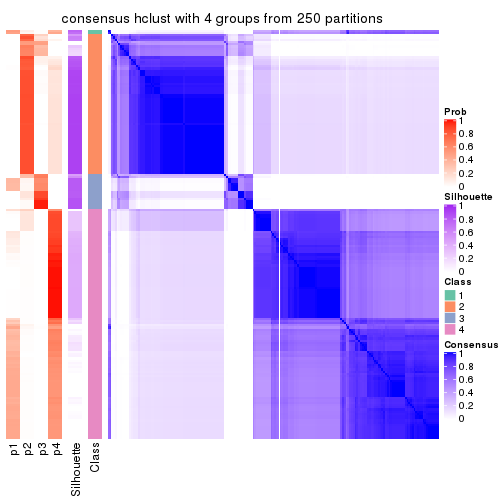 consensus hclust with 4 groups from 250 partitions
Prob
1
0.8
0.6
0.4
0.2
0
Silhouette
1
0.8
0.6
0.4
0.2
0
Class
1
2
3
4
Consensus
1
0.8
0.6
0.4
0.2
0
p1
p2
p3
p4
Silhouette
Class